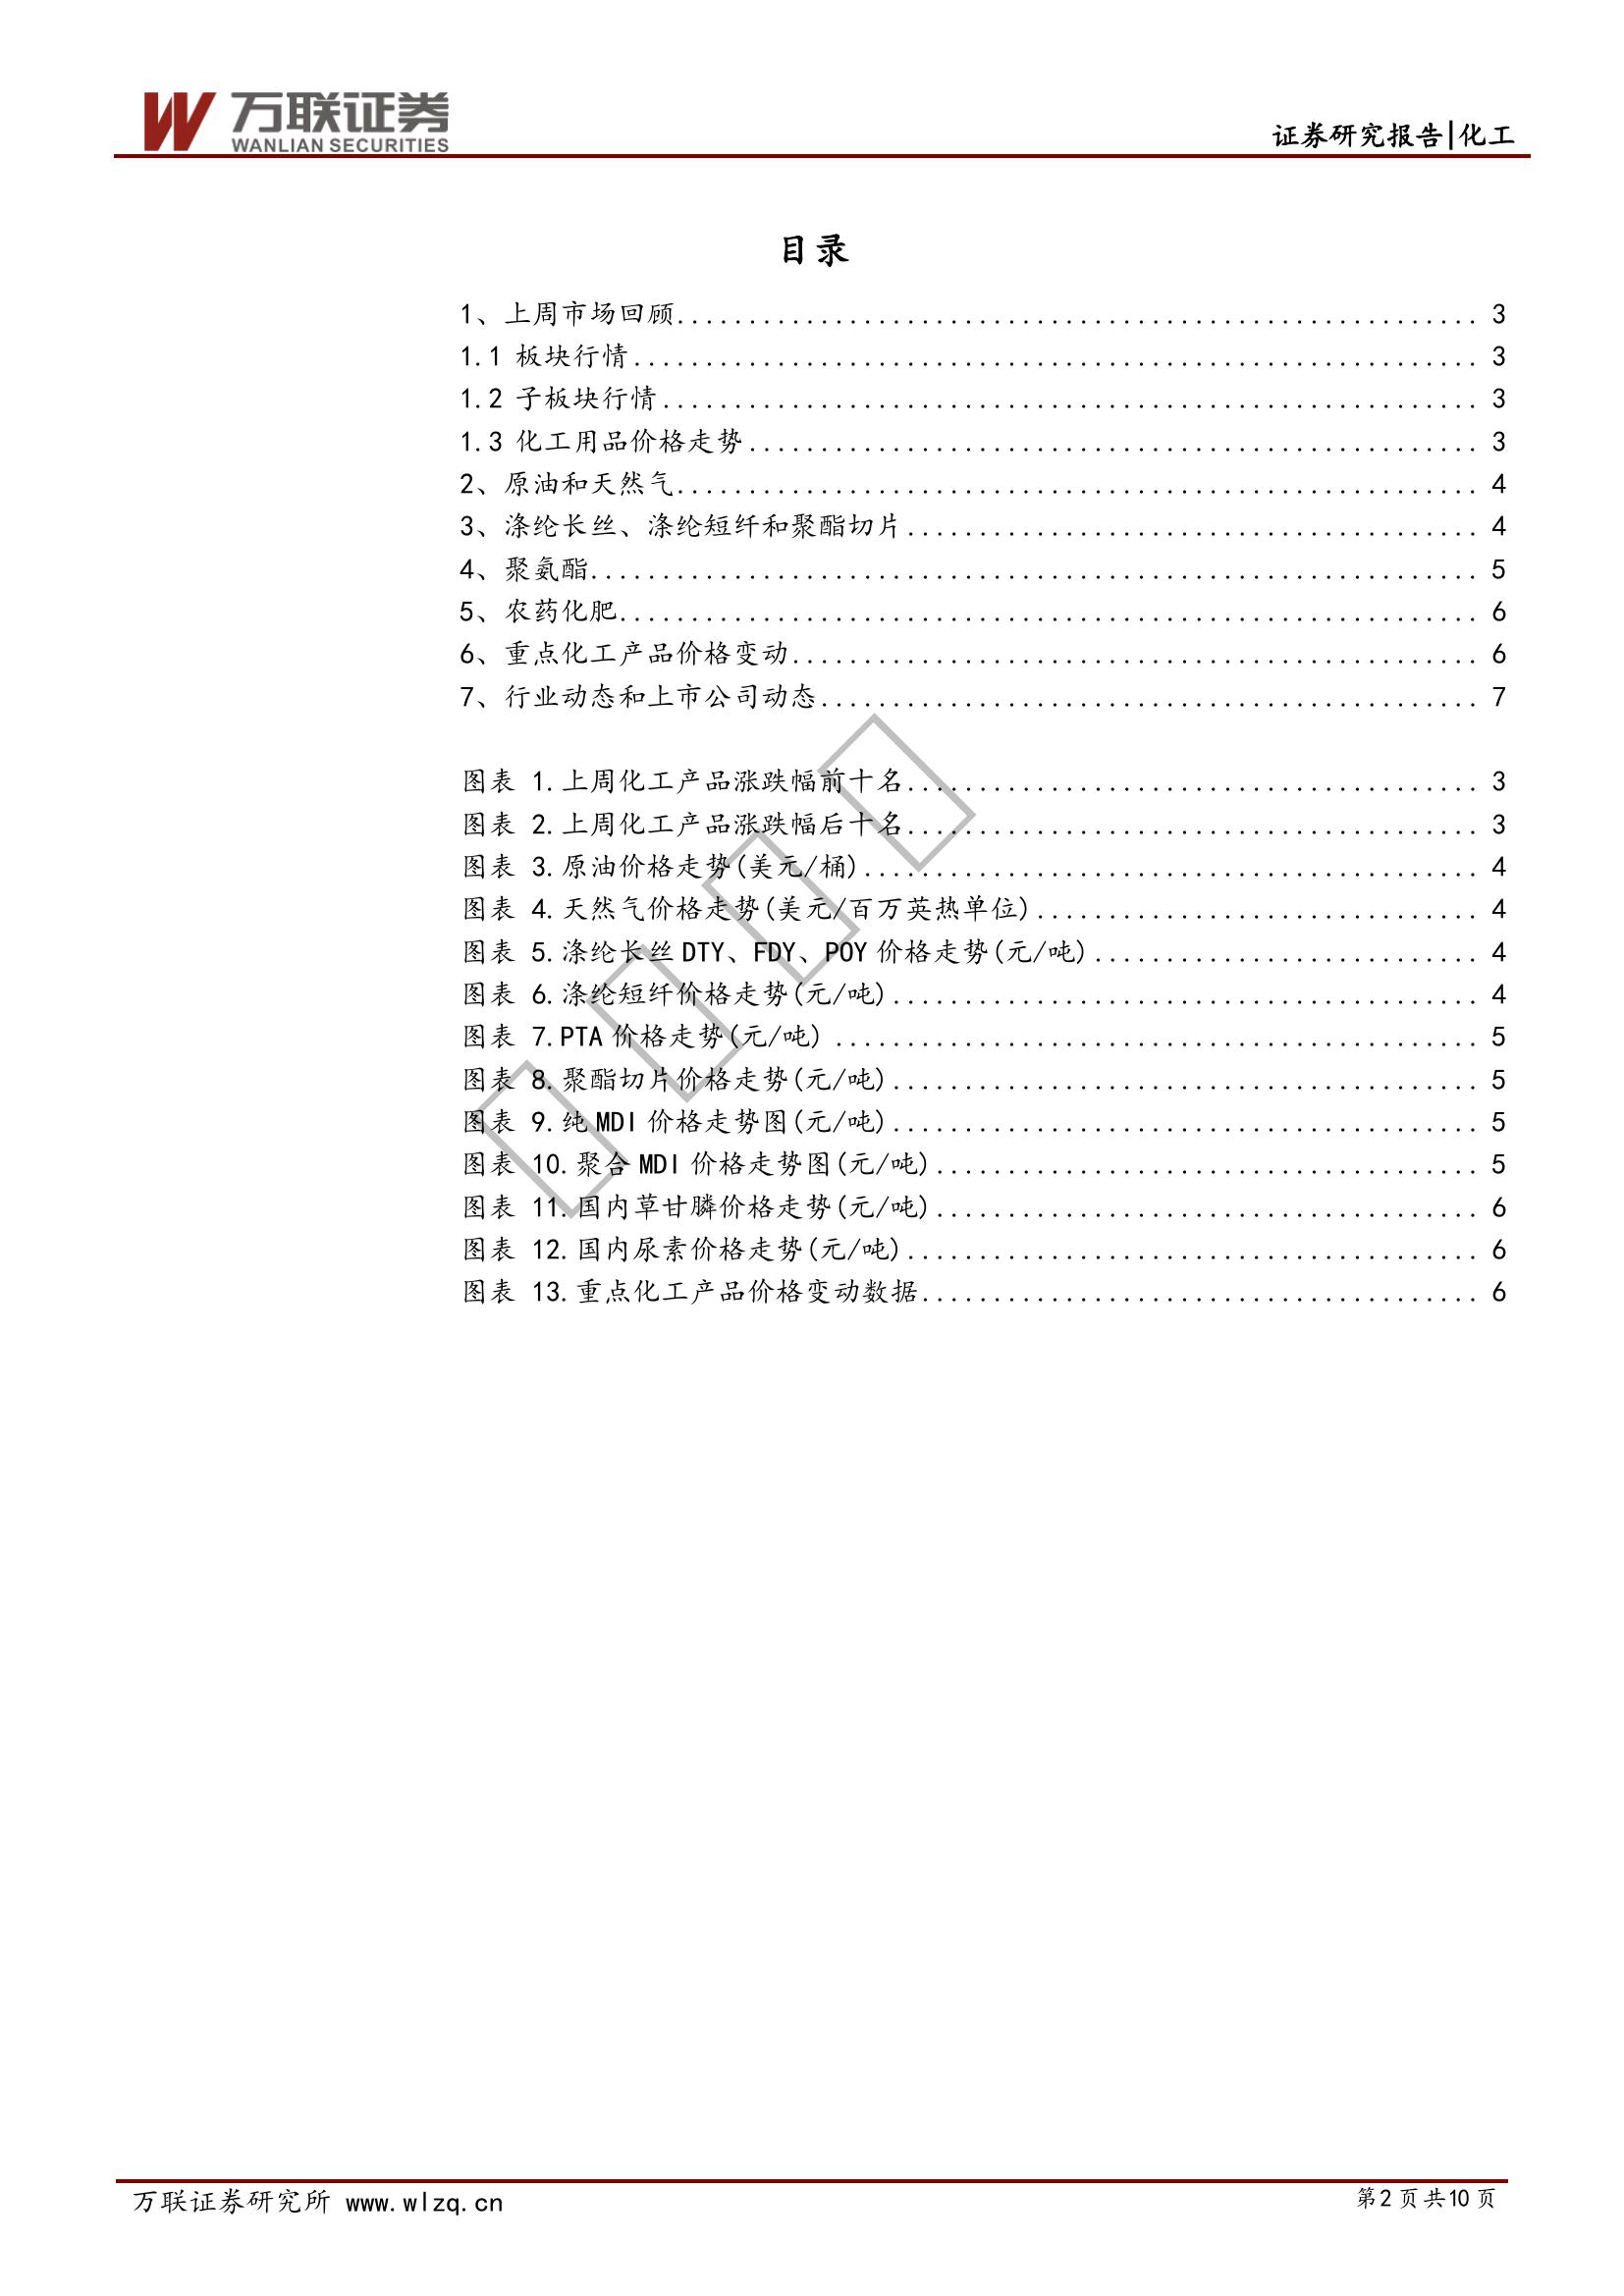 万联证券
WANLIAN SECURITIES
证券研究报告|化工
目录
1、上周市场回顾........................................................ 3
1.1 板块行情........................................................... 3
1.2 子板块行情......................................................... 3
1.3 化工用品价格走势................................................... 3
2、原油和天然气........................................................ 4
3、涤纶长丝、涤纶短纤和聚酯切片........................................ 4
4、聚氨酯.............................................................. 5
5、农药化肥............................................................ 6
6、重点化工产品价格变动................................................ 6
7、行业动态和上市公司动态.............................................. 7
图表 1.上周化工产品涨跌幅前十名........................................ 3
图表 2.上周化工产品涨跌幅后十名........................................ 3
图表 3.原油价格走势(美元/桶)........................................... 4
图表 4.天然气价格走势(美元/百万英热单位)............................... 4
图表 5.涤纶长丝 DTY、FDY、POY 价格走势(元/吨)........................... 4
图表 6.涤纶短纤价格走势(元/吨)......................................... 4
图表 7.PTA 价格走势(元/吨)............................................. 5
图表 8.聚酯切片价格走势(元/吨)......................................... 5
图表 9.纯 MDI 价格走势图(元/吨)......................................... 5
图表 10.聚合 MDI 价格走势图(元/吨)...................................... 5
图表 11.国内草甘膦价格走势(元/吨)...................................... 6
图表 12.国内尿素价格走势(元/吨)........................................ 6
图表 13.重点化工产品价格变动数据....................................... 6
万联证券研究所 www.wlzq.cn
第2页共10页